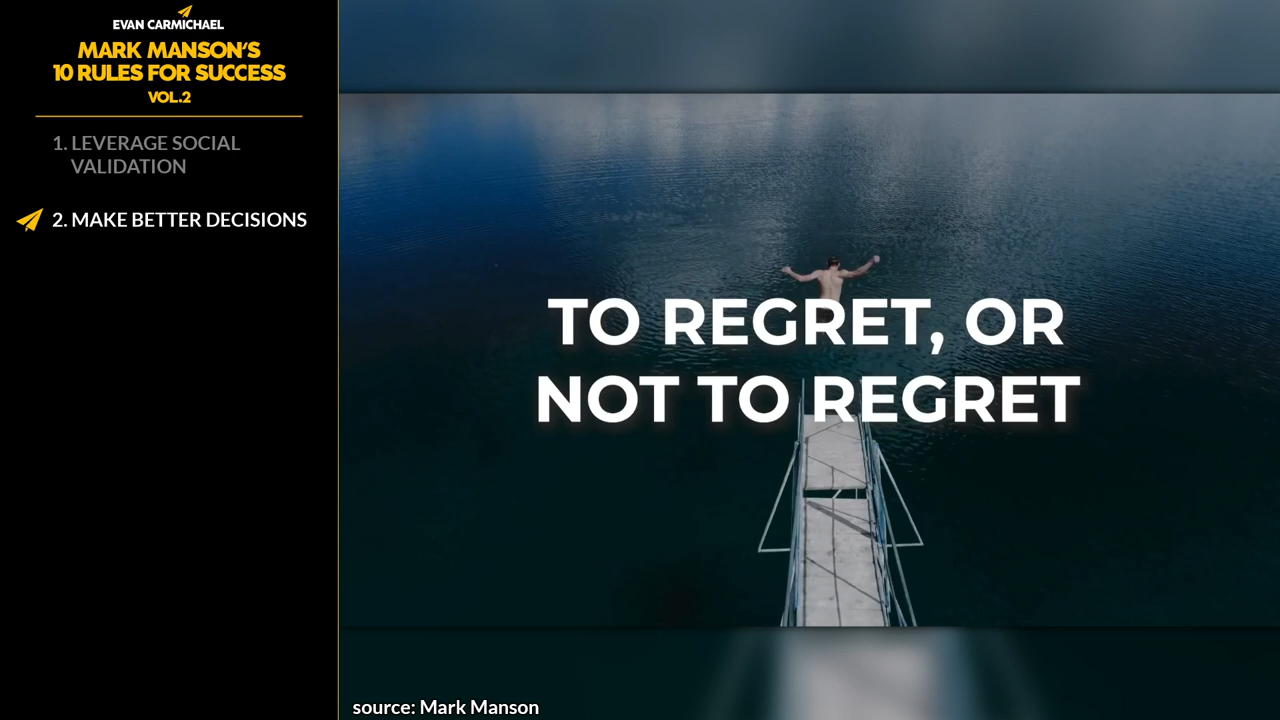 EVAN CARMICHAEL
MARK MANSON'S
10 RULES FOR SUCCESS
VOL.2
1. LEVERAGE SOCIAL
VALIDATION
2. MAKE BETTER DECISIONS
TO REGRET, OR
NOT TO REGRET
source: Mark Manson